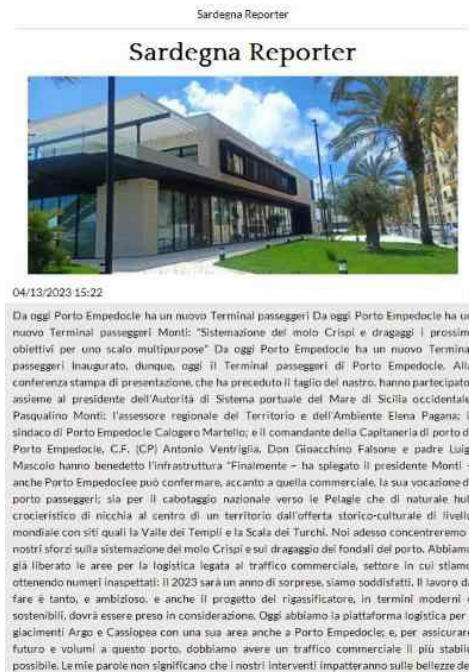 Sardegna Reporter
Sardegna Reporter
04/13/2023 15:22
Da oggi Porto Empedocle ha un nuovo Terminal passeggeri Da oggi Porto Empedocle ha un
nuovo Terminal passeggeri Monti: "Sistemazione del molo Crispi e dragaggi i prossimi
obiettivi per uno scalo multipurpose" Da oggi Porto Empedocle ha un nuovo Terminal
passeggeri Inaugurato, dunque, oggi il Terminal passeggeri di Porto Empedocle. Alla
conferenza stampa di presentazione, che ha preceduto il taglio del nastro, hanno partecipato,
assieme al presidente dell'Autorità di Sistema portuale del Mare di Sicilia occidentale,
Pasqualino Monti: l'assessore regionale del Territorio e dell'Ambiente Elena Pagana; il
sindaco di Porto Empedocle Calogero Martello; e il comandante della Capitaneria di porto di
Porto Empedocle, C.F. (CP) Antonio Ventriglia. Don Gioacchino Falsone e padre Luigi
Mascolo hanno benedetto l'infrastruttura "Finalmente – ha spiegato il presidente Monti –
anche Porto Empedoclee può confermare, accanto a quella commerciale, la sua vocazione di
porto passeggeri; sia per il cabotaggio nazionale verso le Pelagie che di naturale hub
crocieristico di nicchia al centro di un territorio dall'offerta storico-culturale di livello
mondiale con siti quali la Valle dei Templi e la Scala dei Turchi. Noi adesso concentreremo i
nostri sforzi sulla sistemazione del molo Crispi e sul dragaggio dei fondali del porto. Abbiamo
già liberato le aree per la logistica legata al traffico commerciale, settore in cui stiamo
ottenendo numeri inaspettati: il 2023 sarà un anno di sorprese, siamo soddisfatti. Il lavoro da
fare è tanto, e ambizioso, e anche il progetto del rigassificatore, in termini moderni e
sostenibili, dovrà essere preso in considerazione. Oggi abbiamo la piattaforma logistica per i
giacimenti Argo e Cassiopea con una sua area anche a Porto Empedocle; e, per assicurare
futuro e volumi a questo porto, dobbiamo avere un traffico commerciale il più stabile
possibile. Le mie parole non significano che i nostri interventi impatteranno sulle bellezze di